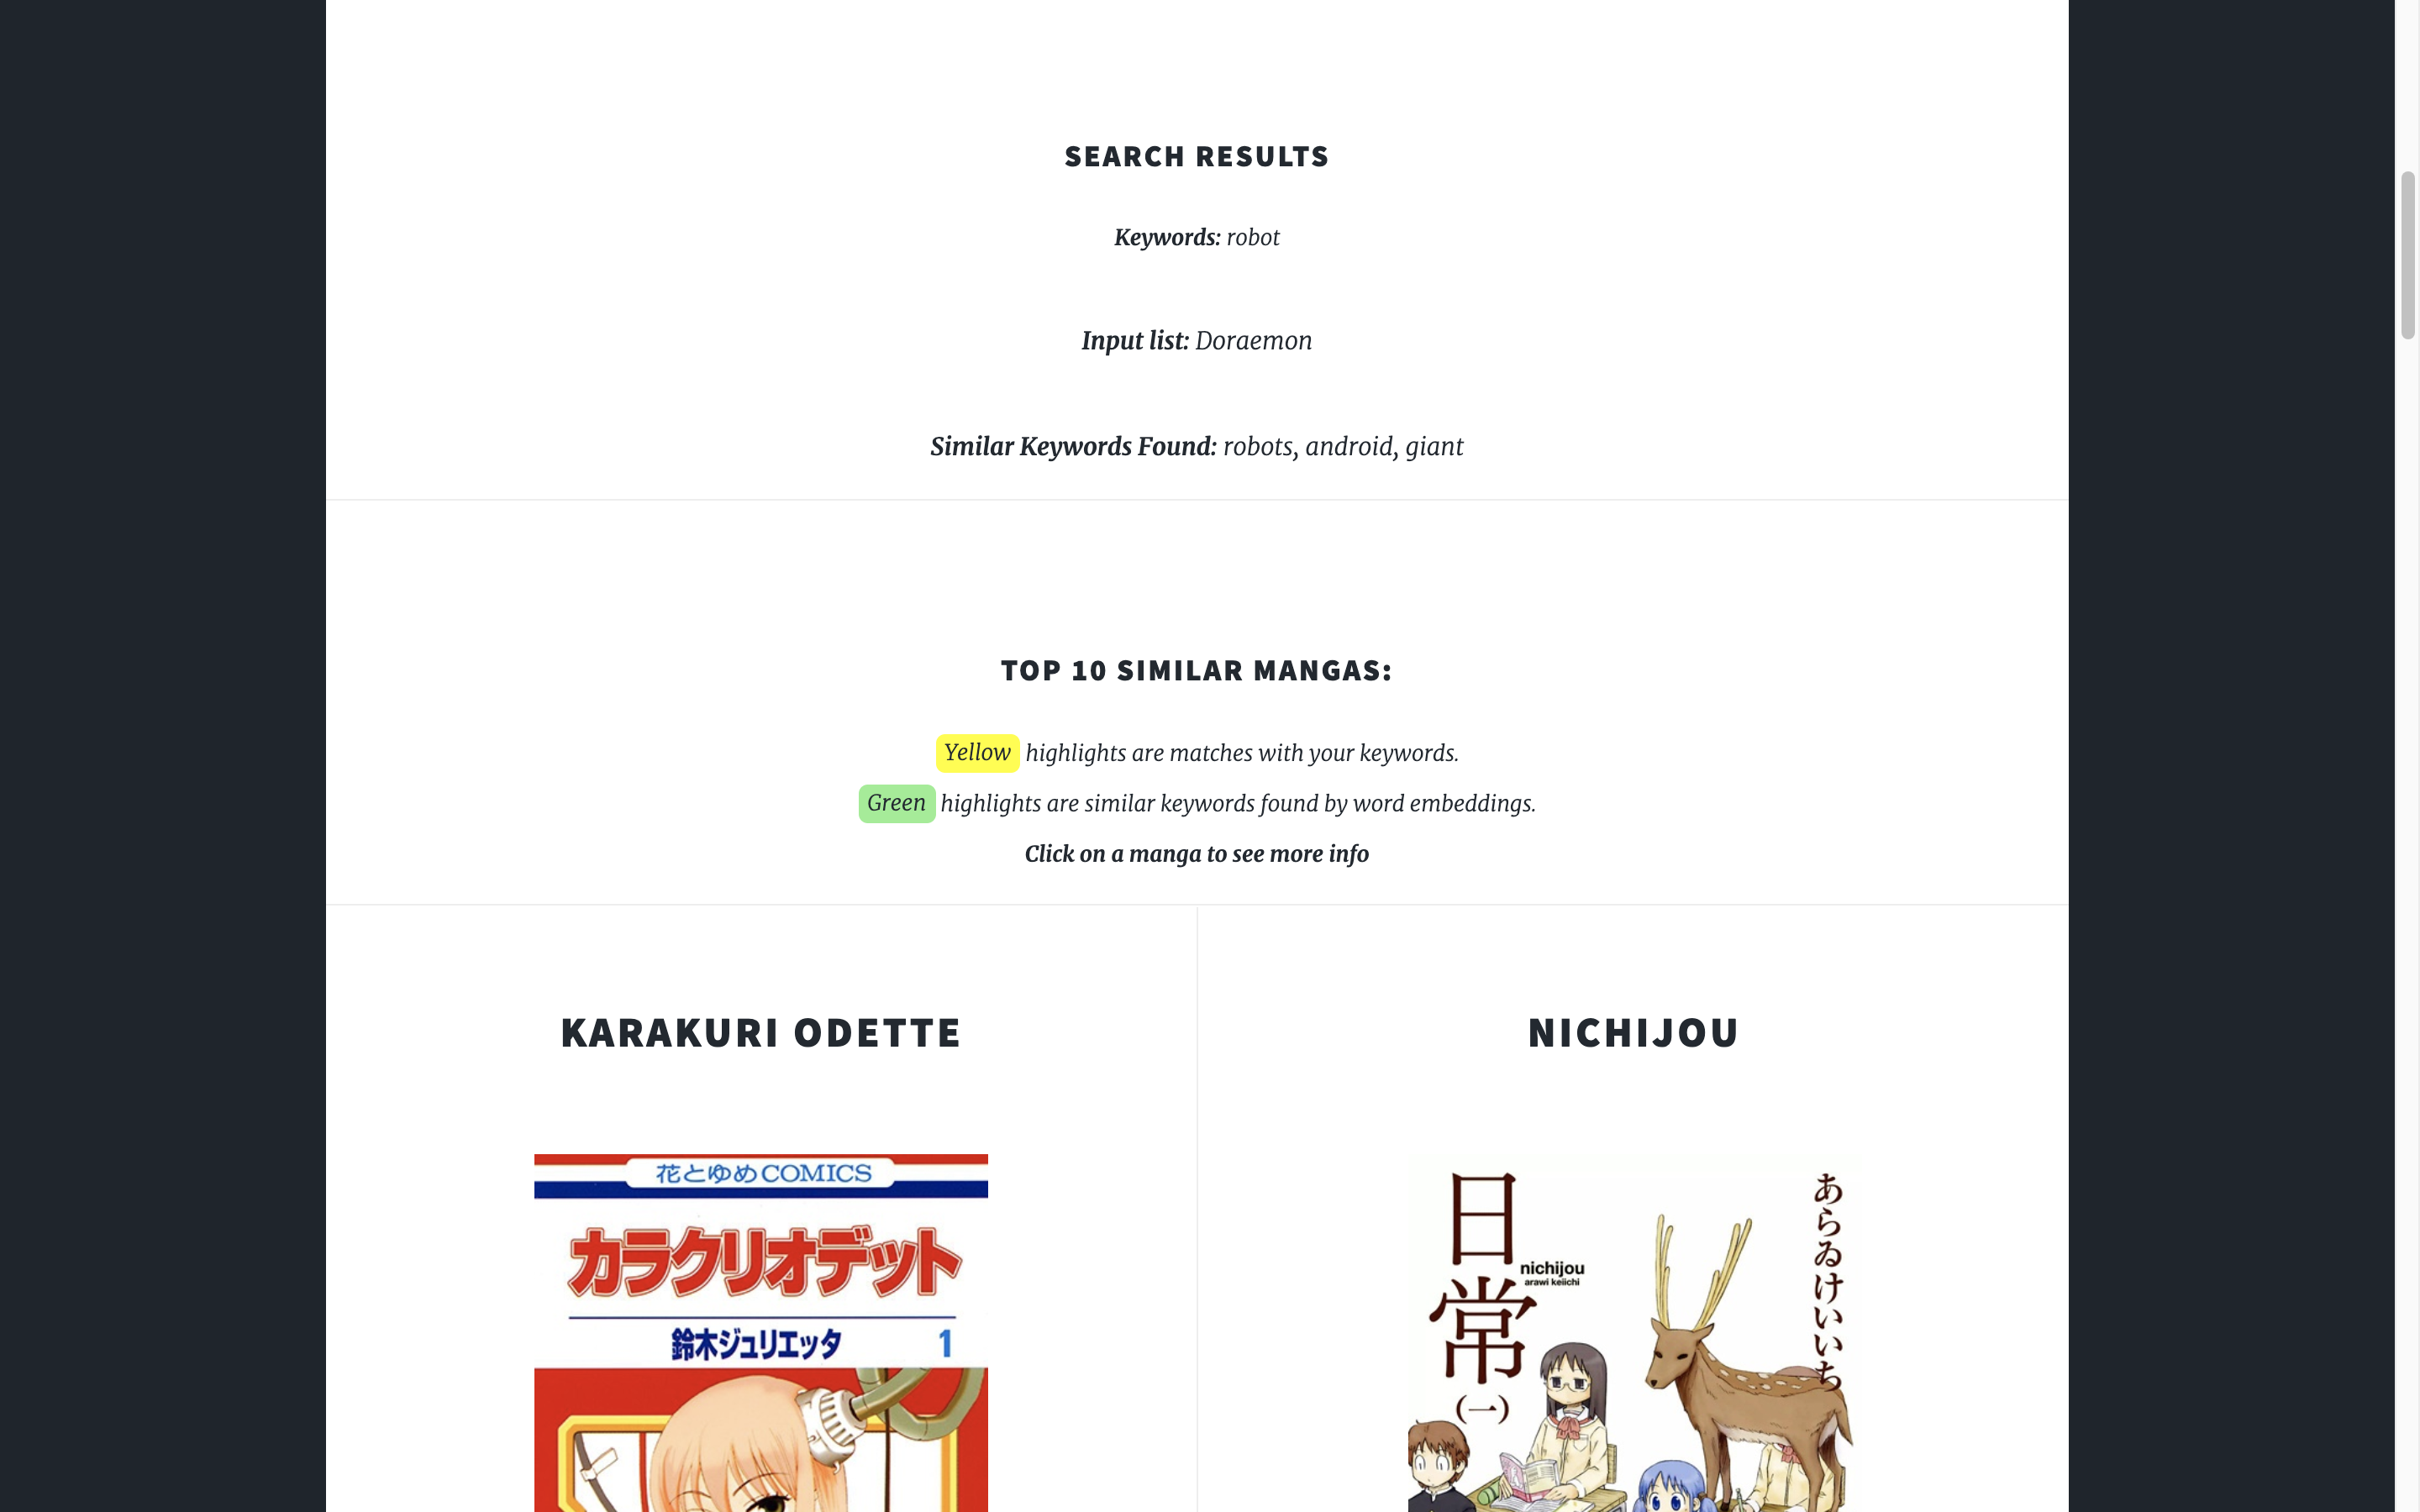 SEARCH RESULTS
Keywords: robot
Input list: Doraemon
Similar Keywords Found: robots, android, giant
TOP 10 SIMILAR MANGAS:
Yellow highlights are matches with your keywords.
Green highlights are similar keywords found by word embeddings.
Click on a manga to see more info
KARAKURI ODETTE
花とゆめCOMICS
カラクリオデット
鈴木ジュリエッタ 1
NICHIJOU
日常
nichijou
arawi keiichi
(一)
あらゐけいいち